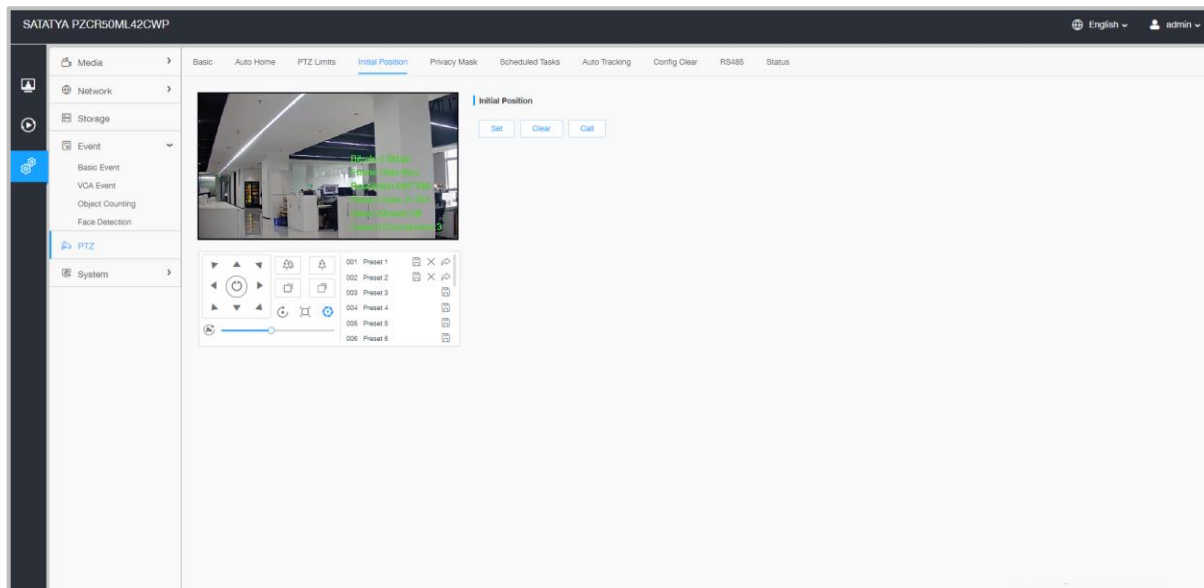 SATATYA PZCR50ML42CWP
English
admin
Media
Network
Storage
Event
Basic Event
VCA Event
Object Counting
Face Detection
PTZ
System
Basic Auto Home PTZ Limits Initial Position Privacy Mask Scheduled Tasks Auto Tracking Config Clear RS485 Status
Initial Position
Set Clear Call
001 Preset 1
002 Preset 2
003 Preset 3
004 Preset 4
005 Preset 5
006 Preset 6